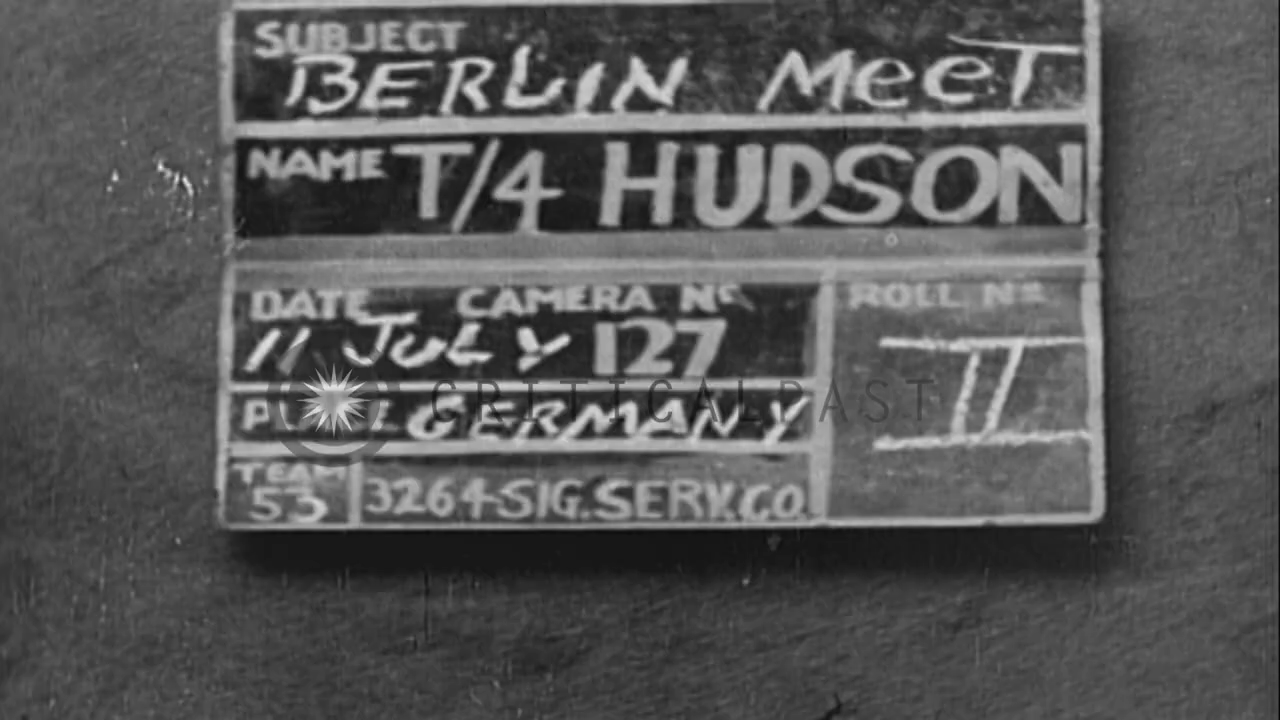 SUBJECT
BERLIN MeeT
NAME T/4 HUDSON
DATE CAMERA No
11 JULY 127
ROLL No
II
PLACE GERMANY
TEAM
53
3264-SIG.SERV.CO.
CRITICALPAST